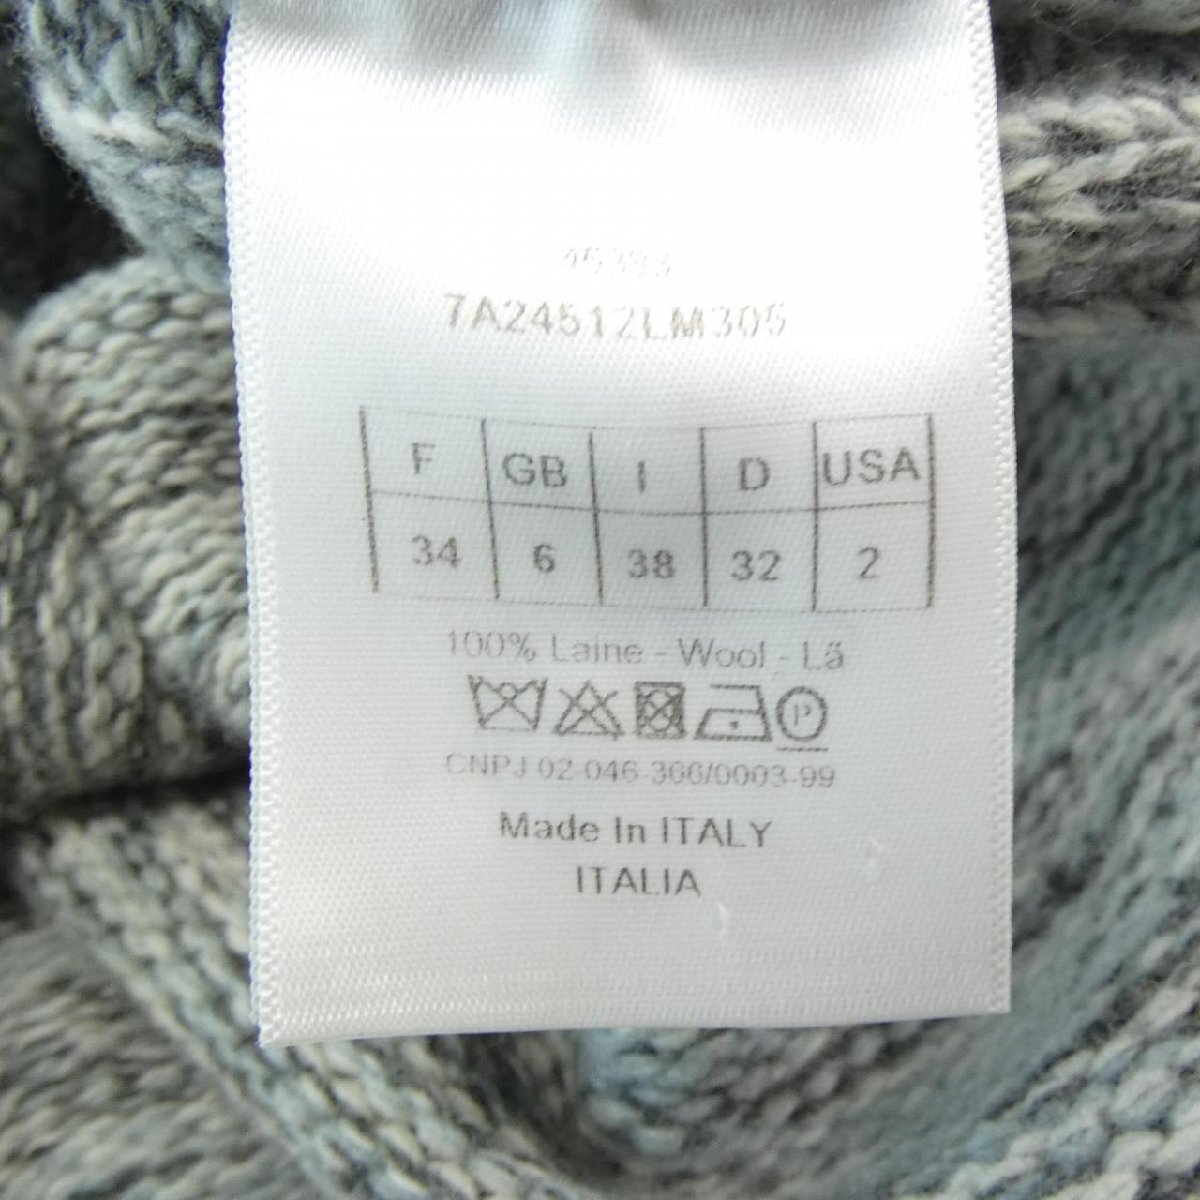 45393
7A24512LM305
F GB I D USA
34 6 38 32 2
100% Laine - Wool - Lã
P
CNPJ 02-046-366/0003-99
Made In ITALY
ITALIA